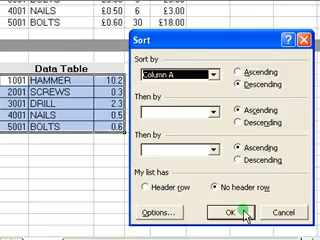 4001 NAILS £0.50 6 £3.00
5001 BOLTS £0.60 30 £18.00
Data Table
1001 HAMMER 10.2
2001 SCREWS 0.3
3001 DRILL 2.3
4001 NAILS 0.5
5001 BOLTS 0.6
Sort
Sort by
Column A
Ascending
Descending
Then by
Ascending
Descending
Then by
Ascending
Descending
My list has
Header row
No header row
Options...
OK
Cancel